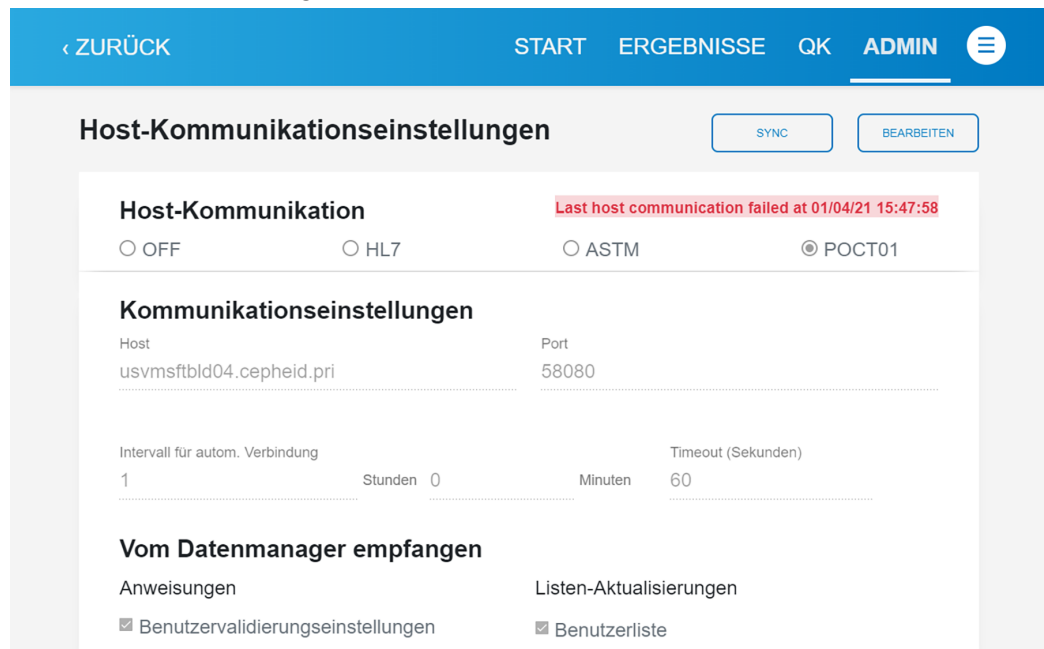 ‹ ZURÜCK START ERGEBNISSE QK ADMIN
Host-Kommunikationseinstellungen SYNC BEARBEITEN
Host-Kommunikation Last host communication failed at 01/04/21 15:47:58
OFF HL7 ASTM POCT01
Kommunikationseinstellungen
Host Port
usvmsftbld04.cepheid.pri 58080
Intervall für autom. Verbindung Timeout (Sekunden)
1 Stunden 0 Minuten 60
Vom Datenmanager empfangen
Anweisungen Listen-Aktualisierungen
Benutzervalidierungseinstellungen Benutzerliste